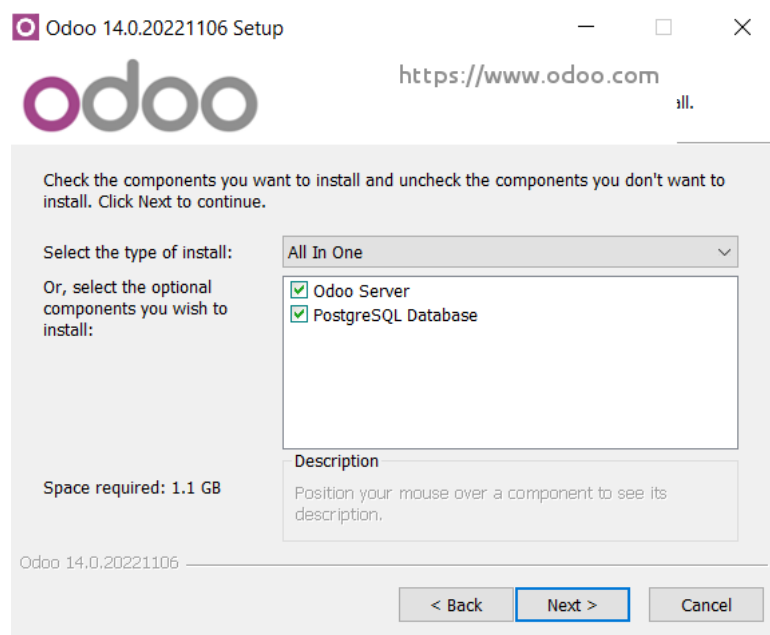 Odoo 14.0.20221106 Setup
odoo
https://www.odoo.com
all.
Check the components you want to install and uncheck the components you don't want to
install. Click Next to continue.
Select the type of install:
All In One
Or, select the optional
components you wish to
install:
Odoo Server
PostgreSQL Database
Space required: 1.1 GB
Description
Position your mouse over a component to see its
description.
Odoo 14.0.20221106
< Back
Next >
Cancel